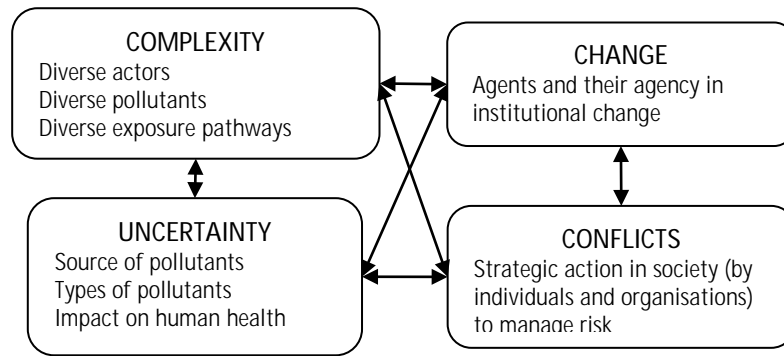 COMPLEXITY
Diverse actors
Diverse pollutants
Diverse exposure pathways
CHANGE
Agents and their agency in
institutional change
UNCERTAINTY
Source of pollutants
Types of pollutants
Impact on human health
CONFLICTS
Strategic action in society (by
individuals and organisations)
to manage risk